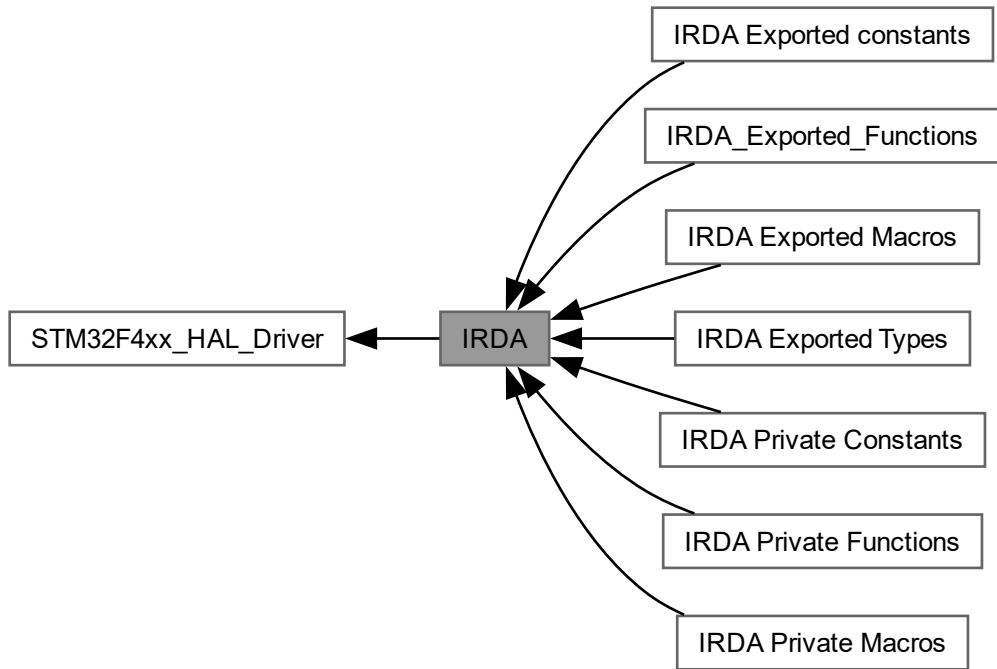 IRDA Exported constants
IRDA_Exported_Functions
IRDA Exported Macros
STM32F4xx_HAL_Driver
IRDA
IRDA Exported Types
IRDA Private Constants
IRDA Private Functions
IRDA Private Macros